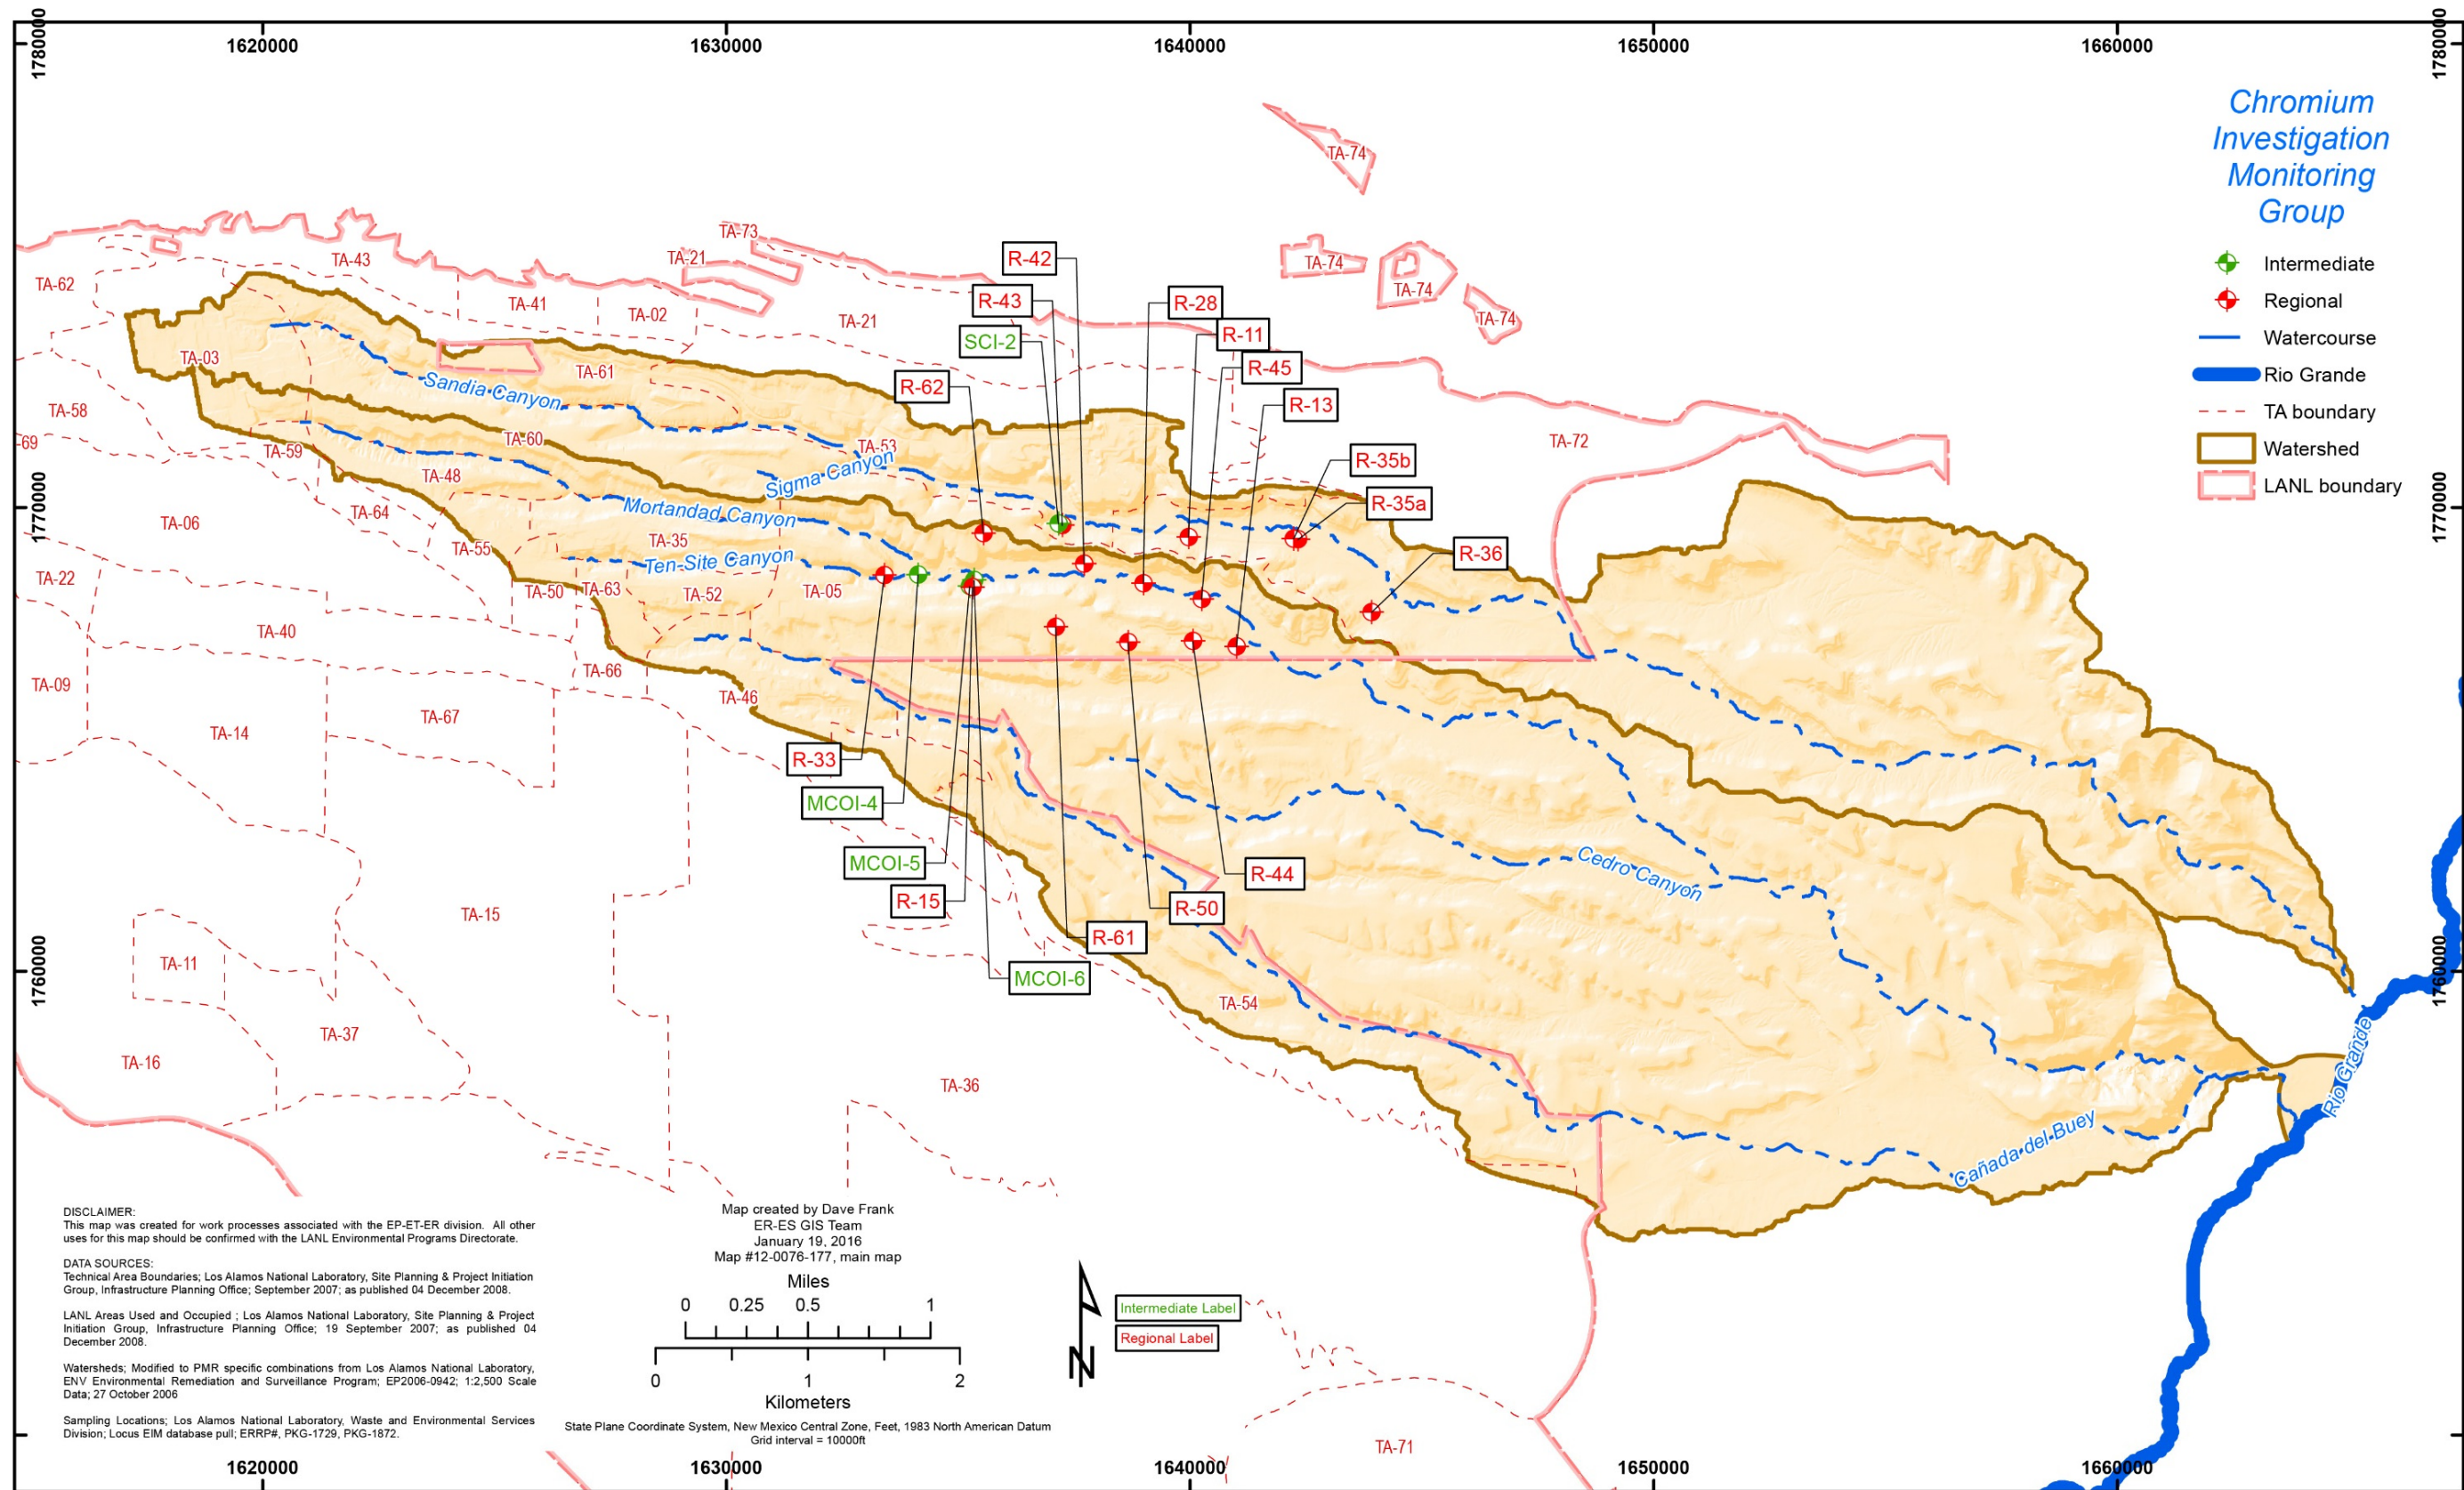 1620000
1630000
1640000
1650000
1660000
1780000
1780000
Chromium
Investigation
Monitoring
Group
Intermediate
Regional
Watercourse
Rio Grande
TA boundary
Watershed
LANL boundary
TA-74
TA-74
TA-74
TA-74
TA-73
TA-21
TA-43
TA-62
TA-41
TA-02
TA-21
TA-03
TA-61
TA-58
69
TA-60
TA-59
TA-48
TA-53
TA-72
TA-06
TA-64
TA-55
TA-35
TA-22
TA-50
TA-63
TA-52
TA-05
TA-40
TA-66
TA-09
TA-46
TA-67
TA-14
TA-15
TA-11
TA-37
TA-16
TA-36
TA-54
TA-71
Sandia Canyon
Sigma Canyon
Mortandad Canyon
Ten-Site Canyon
Cedro Canyon
Cañada del Buey
Rio Grande
R-42
R-43
SCI-2
R-62
R-28
R-11
R-45
R-13
R-35b
R-35a
R-36
R-33
MCOI-4
MCOI-5
R-15
MCOI-6
R-61
R-50
R-44
1770000
1770000
1760000
1760000
DISCLAIMER:
This map was created for work processes associated with the EP-ET-ER division. All other
uses for this map should be confirmed with the LANL Environmental Programs Directorate.
DATA SOURCES:
Technical Area Boundaries; Los Alamos National Laboratory, Site Planning & Project Initiation
Group, Infrastructure Planning Office; September 2007; as published 04 December 2008.
LANL Areas Used and Occupied ; Los Alamos National Laboratory, Site Planning & Project
Initiation Group, Infrastructure Planning Office; 19 September 2007; as published 04
December 2008.
Watersheds; Modified to PMR specific combinations from Los Alamos National Laboratory,
ENV Environmental Remediation and Surveillance Program; EP2006-0942; 1:2,500 Scale
Data; 27 October 2006
Sampling Locations; Los Alamos National Laboratory, Waste and Environmental Services
Division; Locus EIM database pull; ERRP#, PKG-1729, PKG-1872.
Map created by Dave Frank
ER-ES GIS Team
January 19, 2016
Map #12-0076-177, main map
Miles
0 0.25 0.5 1
0 1 2
Kilometers
State Plane Coordinate System, New Mexico Central Zone, Feet, 1983 North American Datum
Grid interval = 10000ft
N
Intermediate Label
Regional Label
1620000
1630000
1640000
1650000
1660000